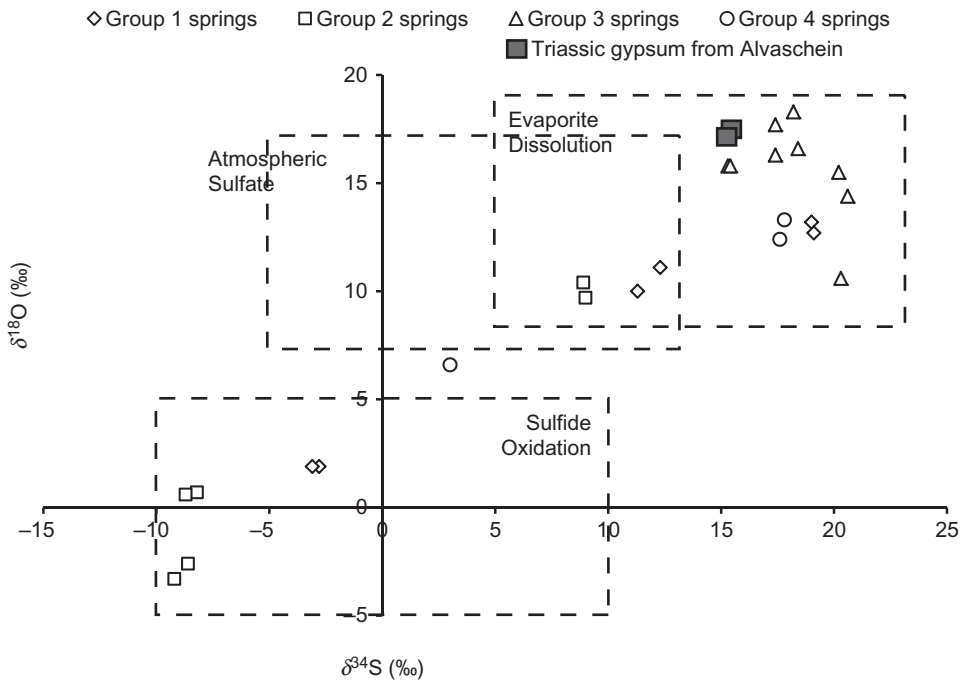 Group 1 springs Group 2 springs Group 3 springs Group 4 springs
Triassic gypsum from Alvaschein
20
Evaporite
Dissolution
Atmospheric
Sulfate
15
10
δ18O (‰)
5
Sulfide
Oxidation
0
–15 –10 –5 0 5 10 15 20 25
–5
δ34S (‰)